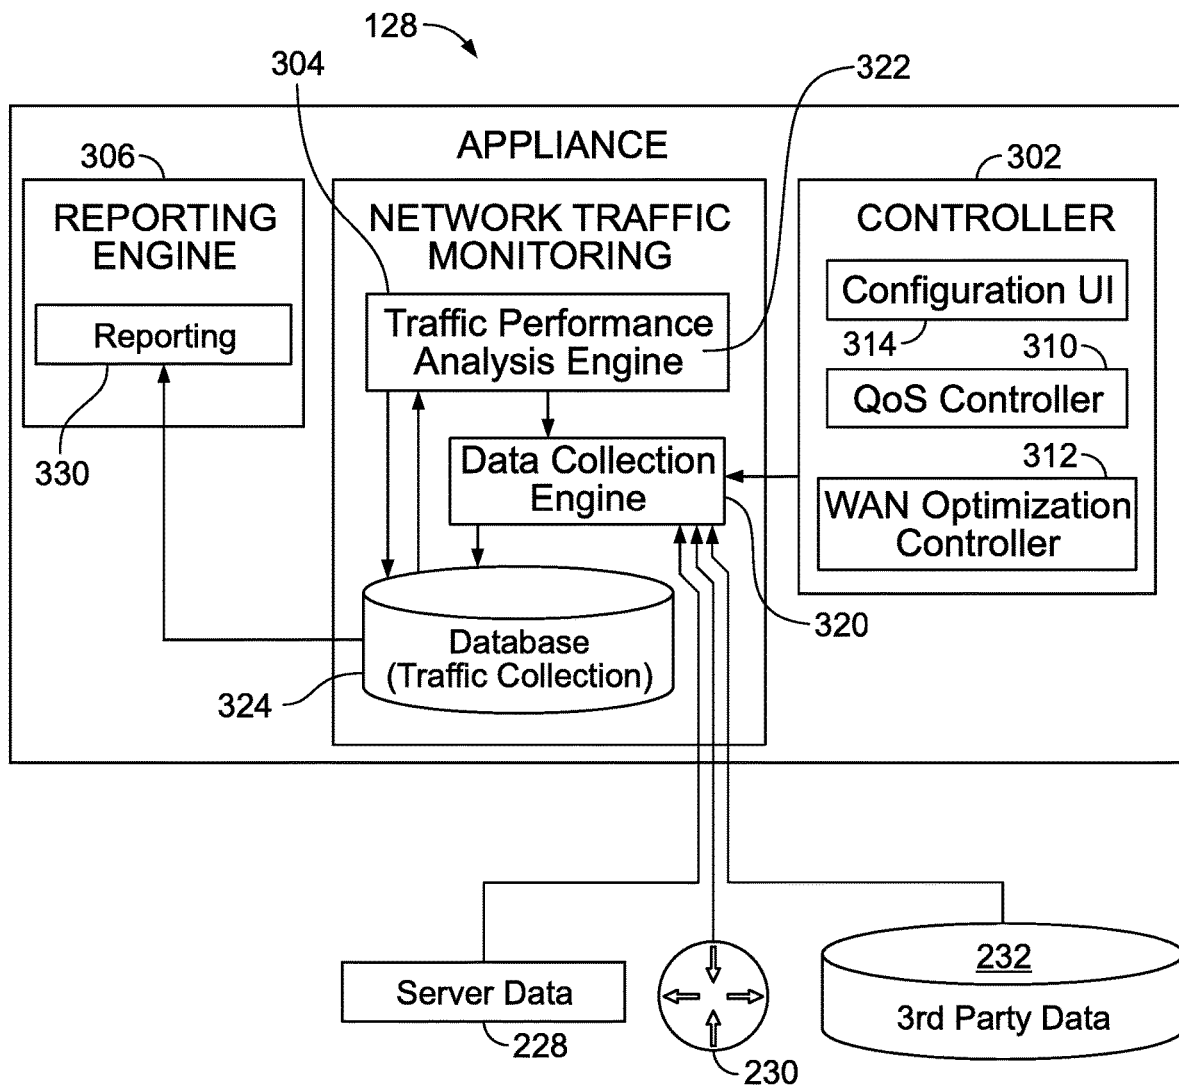 128
304
322
APPLIANCE
306
302
REPORTING
ENGINE
NETWORK TRAFFIC
MONITORING
CONTROLLER
Configuration UI
314
Traffic Performance
Analysis Engine
Reporting
330
310
QoS Controller
Data Collection
Engine
312
WAN Optimization
Controller
320
Database
(Traffic Collection)
324
Server Data
228
230
232
3rd Party Data